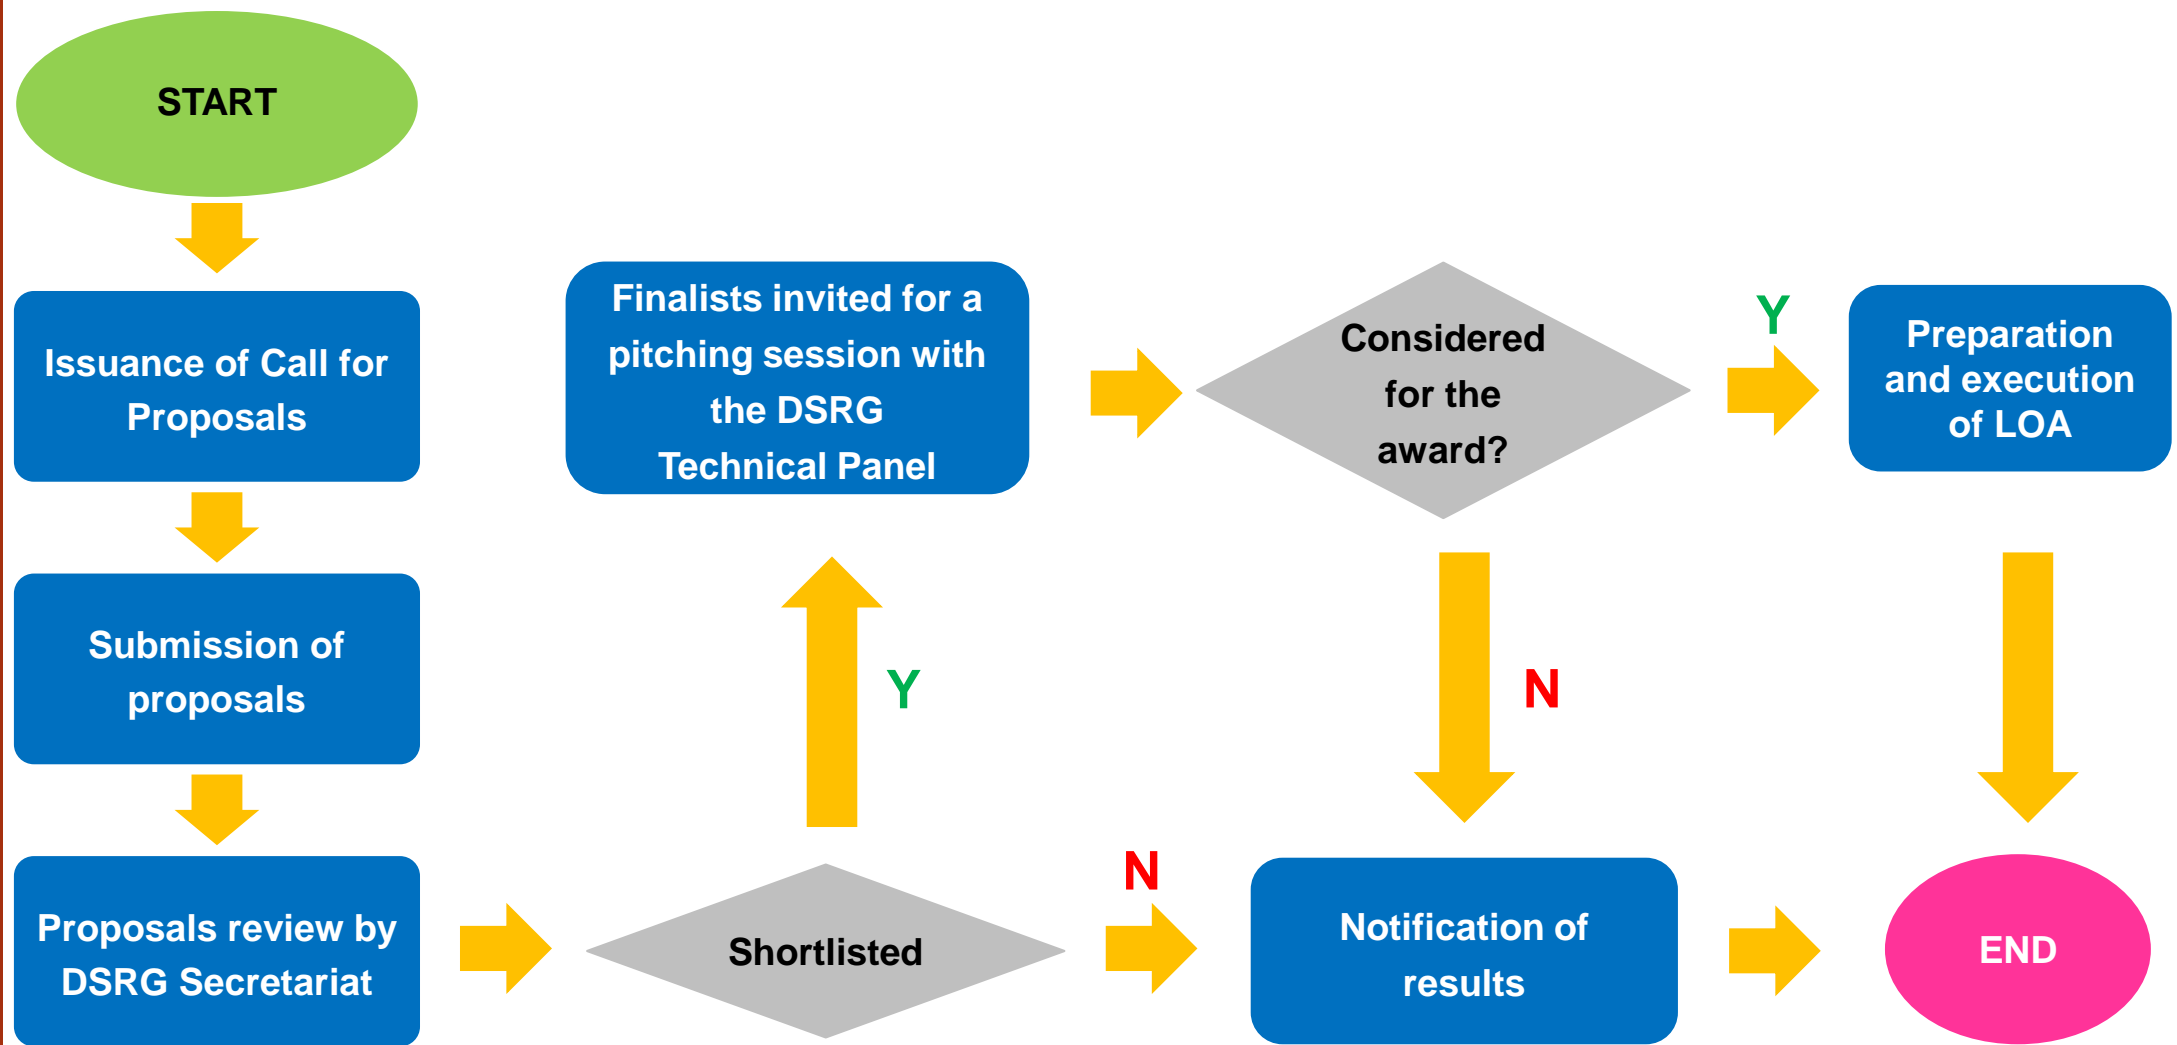 START
Issuance of Call for
Proposals
Submission of
proposals
Proposals review by
DSRG Secretariat
Shortlisted
Y
N
Finalists invited for a
pitching session with
the DSRG
Technical Panel
Considered
for the
award?
Y
N
Preparation
and execution
of LOA
Notification of
results
END